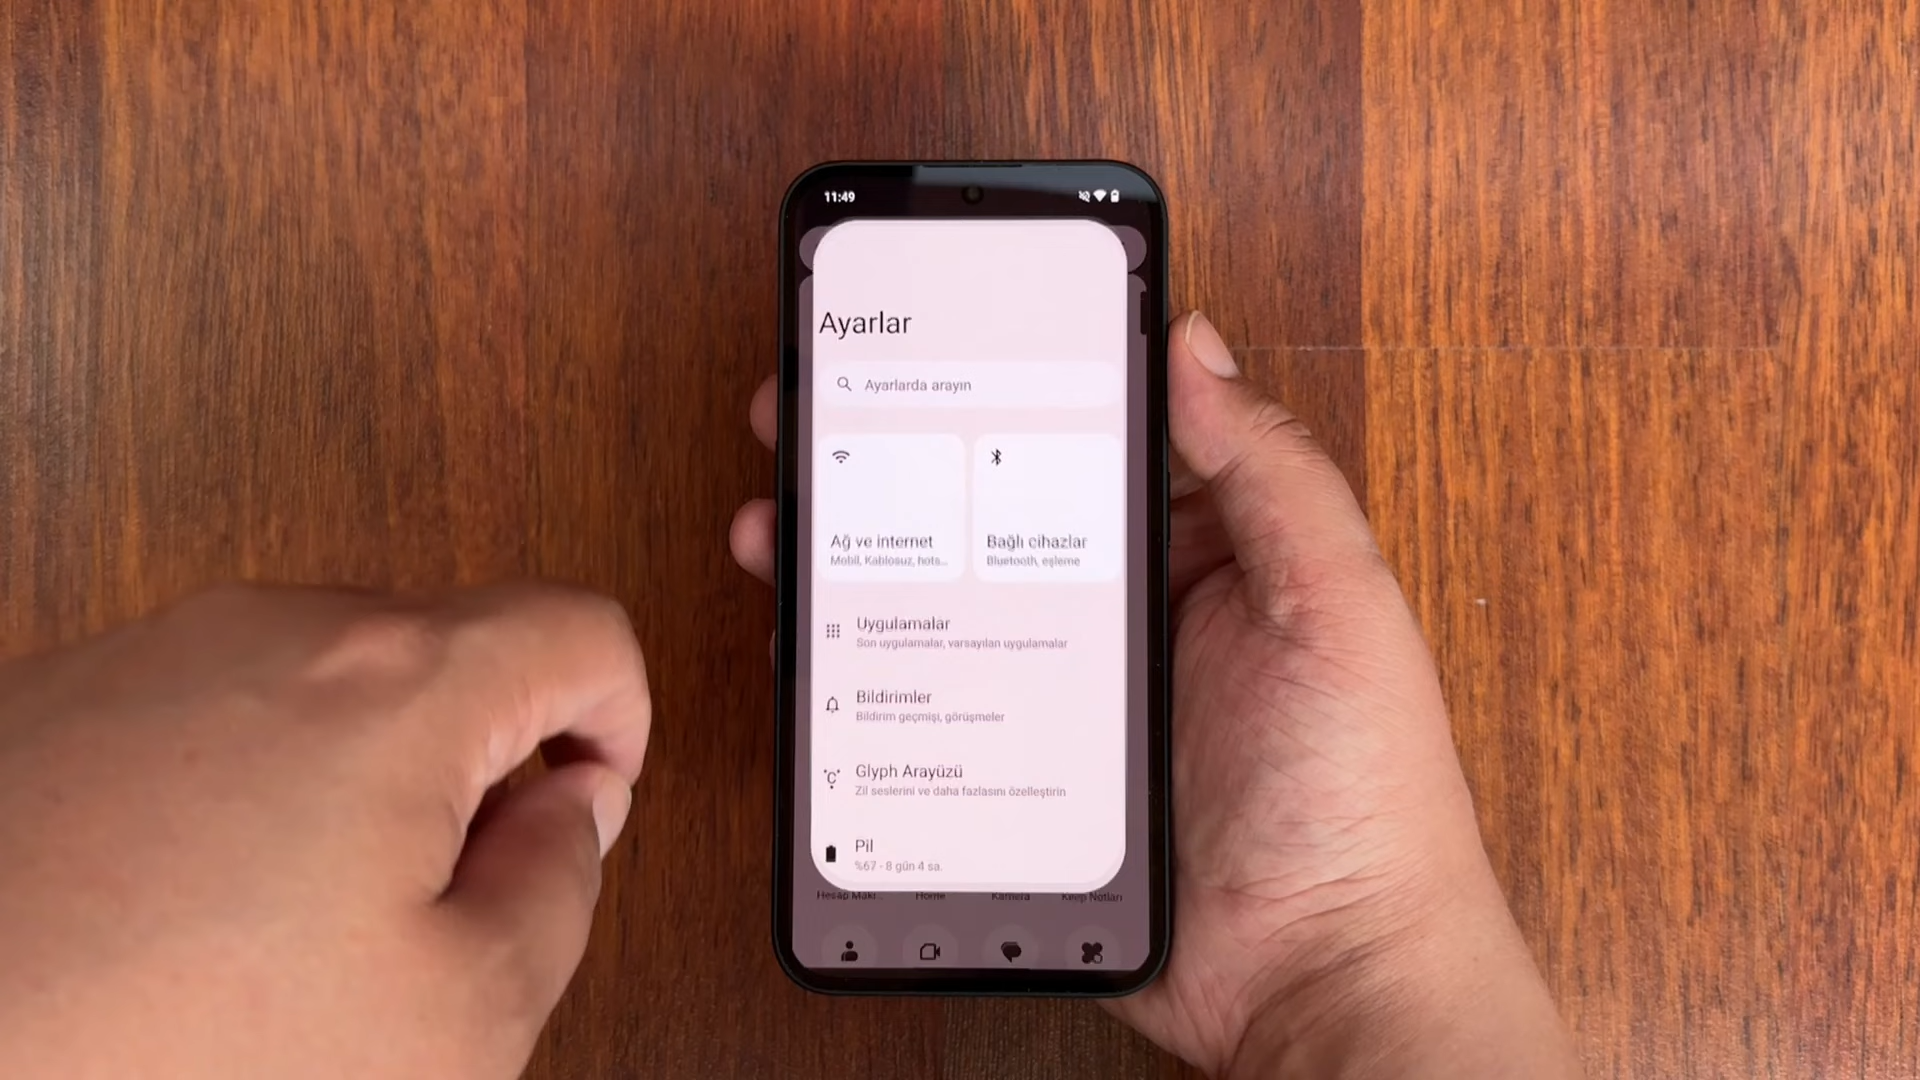 11:49
Ayarlar
Ayarlarda arayın
Ağ ve internet
Mobil, Kablosuz, hots...
Bağlı cihazlar
Bluetooth, eşleme
Uygulamalar
Son uygulamalar, varsayılan uygulamalar
Bildirimler
Bildirim geçmişi, görüşmeler
Glyph Arayüzü
Zil seslerini ve daha fazlasını özelleştirin
Pil
%67 - 8 gün 4 sa.
Hesap Maki... Home Kamera Keep Notları